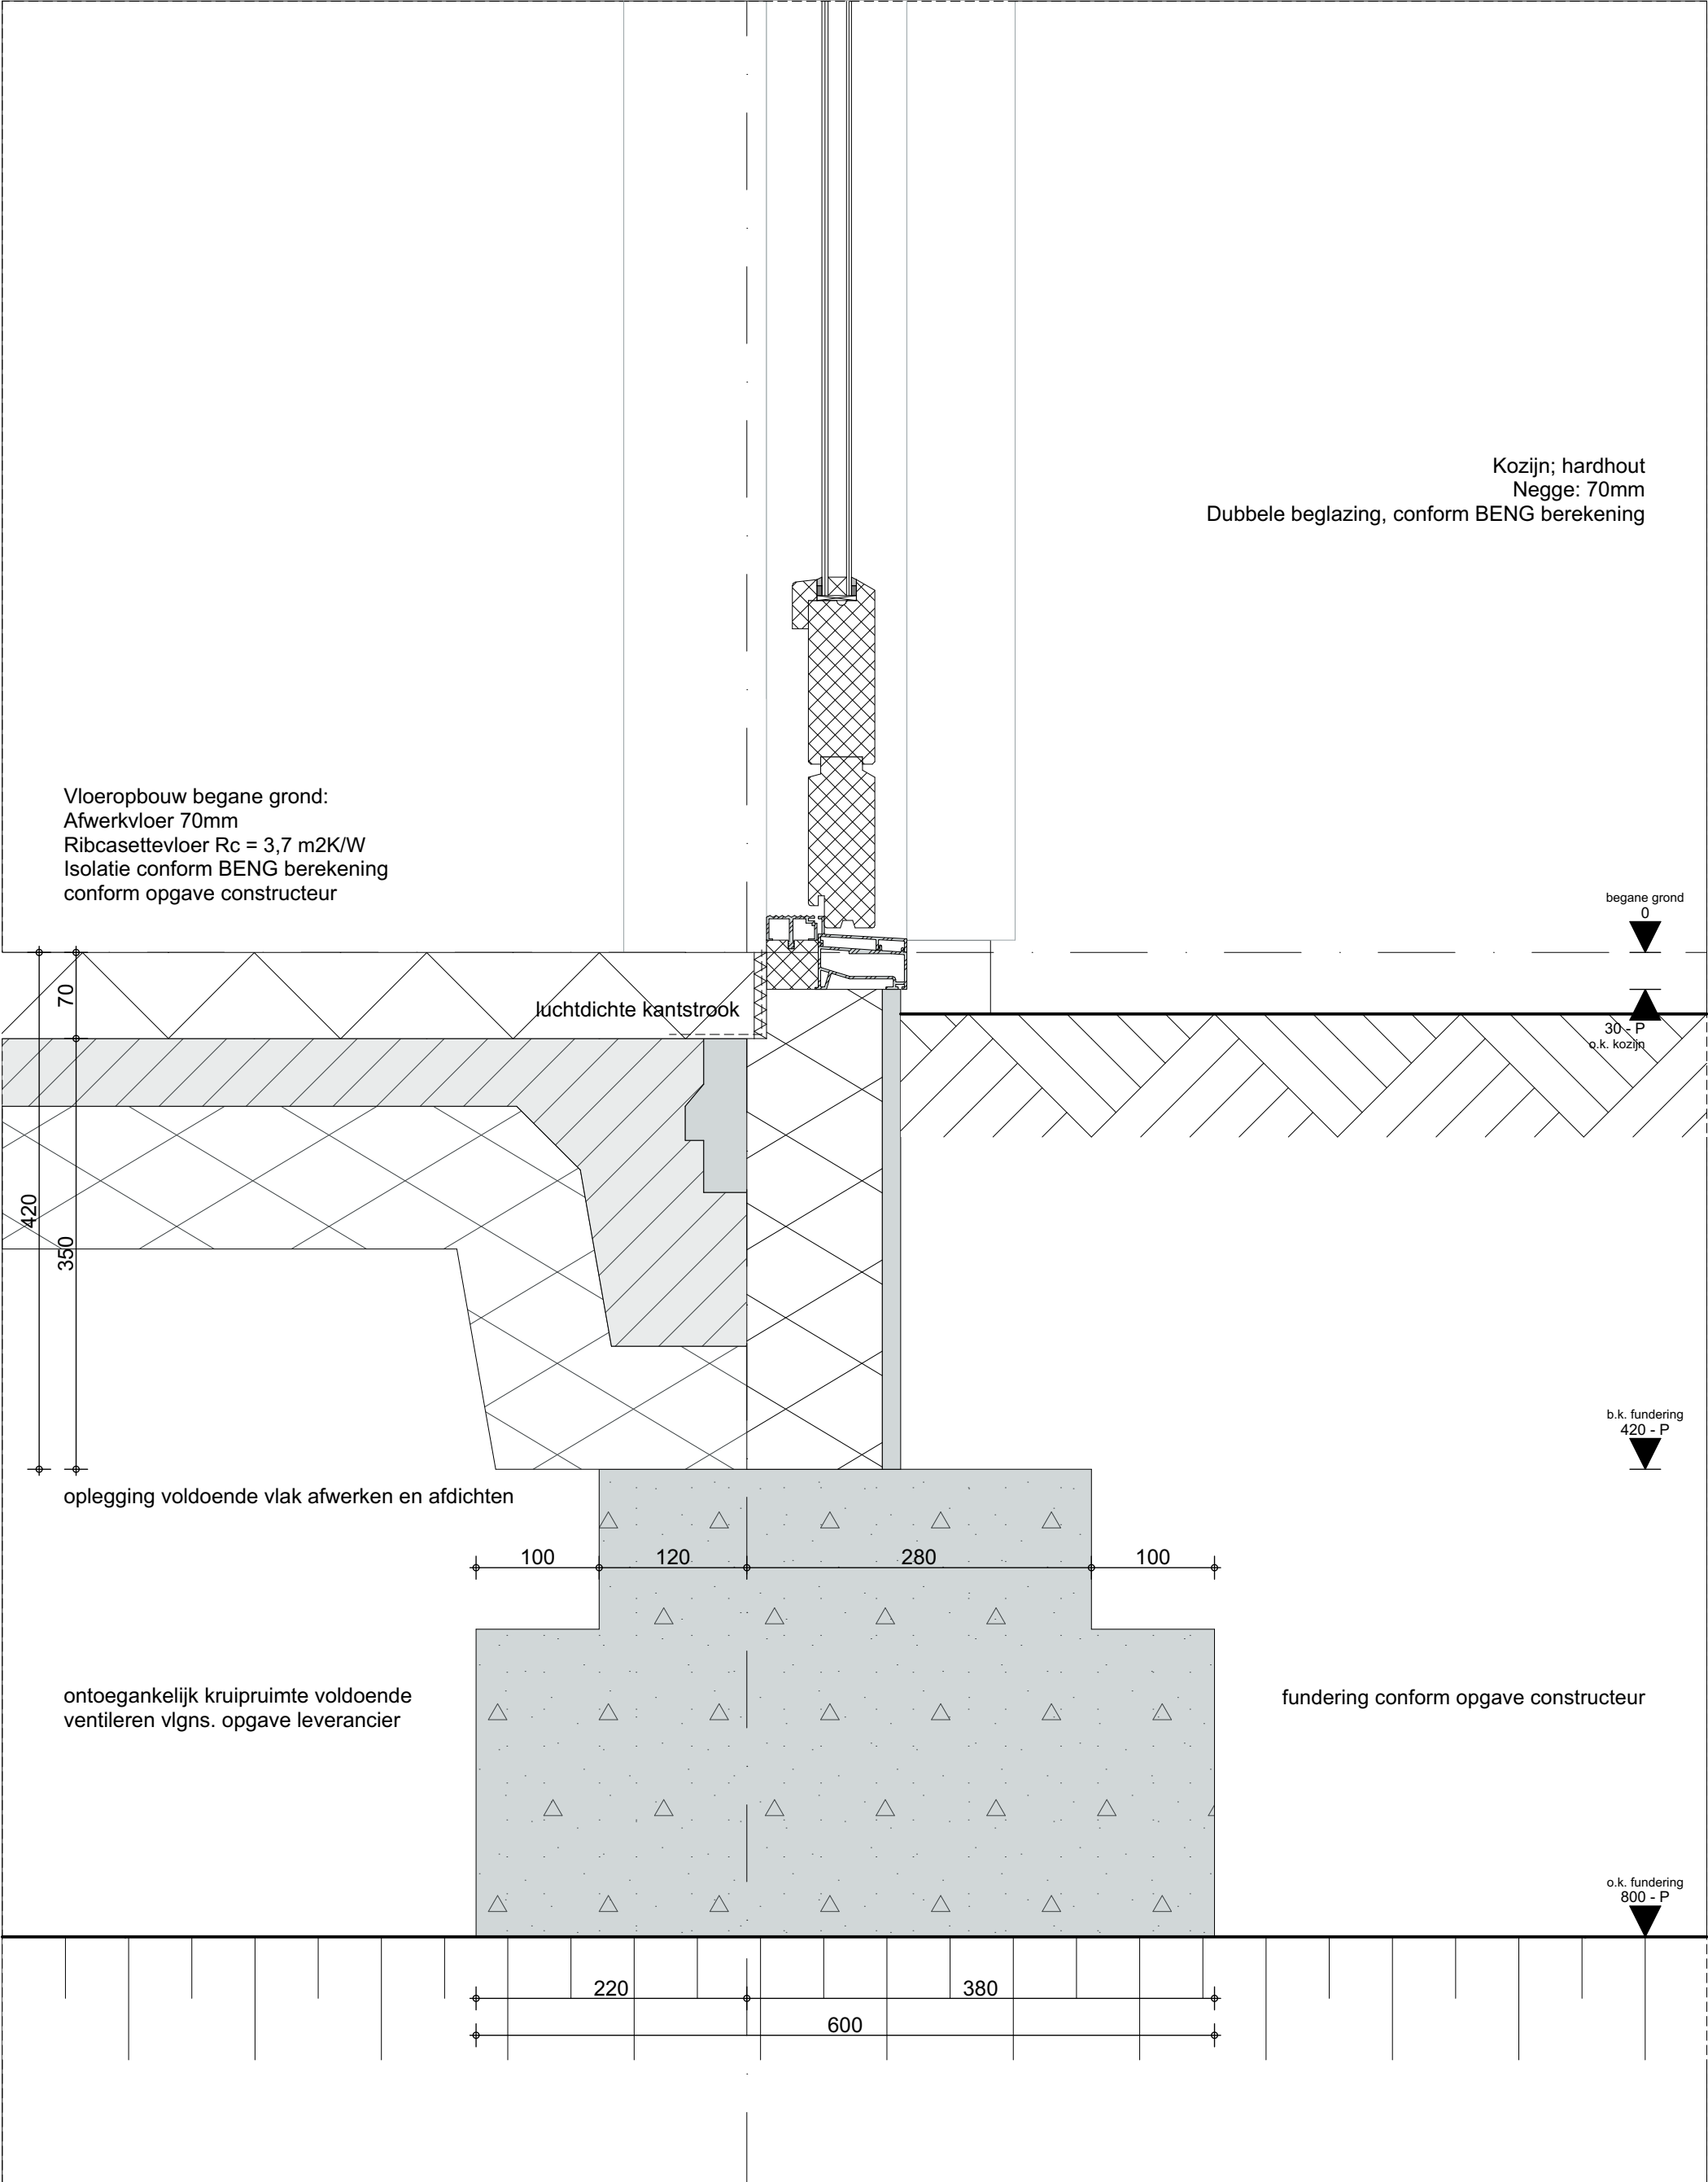 Kozijn; hardhout
Negge: 70mm
Dubbele beglazing, conform BENG berekening
Vloeropbouw begane grond:
Afwerkvloer 70mm
Ribcasettevloer Rc = 3,7 m2K/W
Isolatie conform BENG berekening
conform opgave constructeur
begane grond
0
70
luchtdichte kantstrook
30 - P
o.k. kozijn
420
350
b.k. fundering
420 - P
oplegging voldoende vlak afwerken en afdichten
100
120
280
100
ontoegankelijk kruipruimte voldoende
ventileren vlgns. opgave leverancier
fundering conform opgave constructeur
o.k. fundering
800 - P
220
380
600